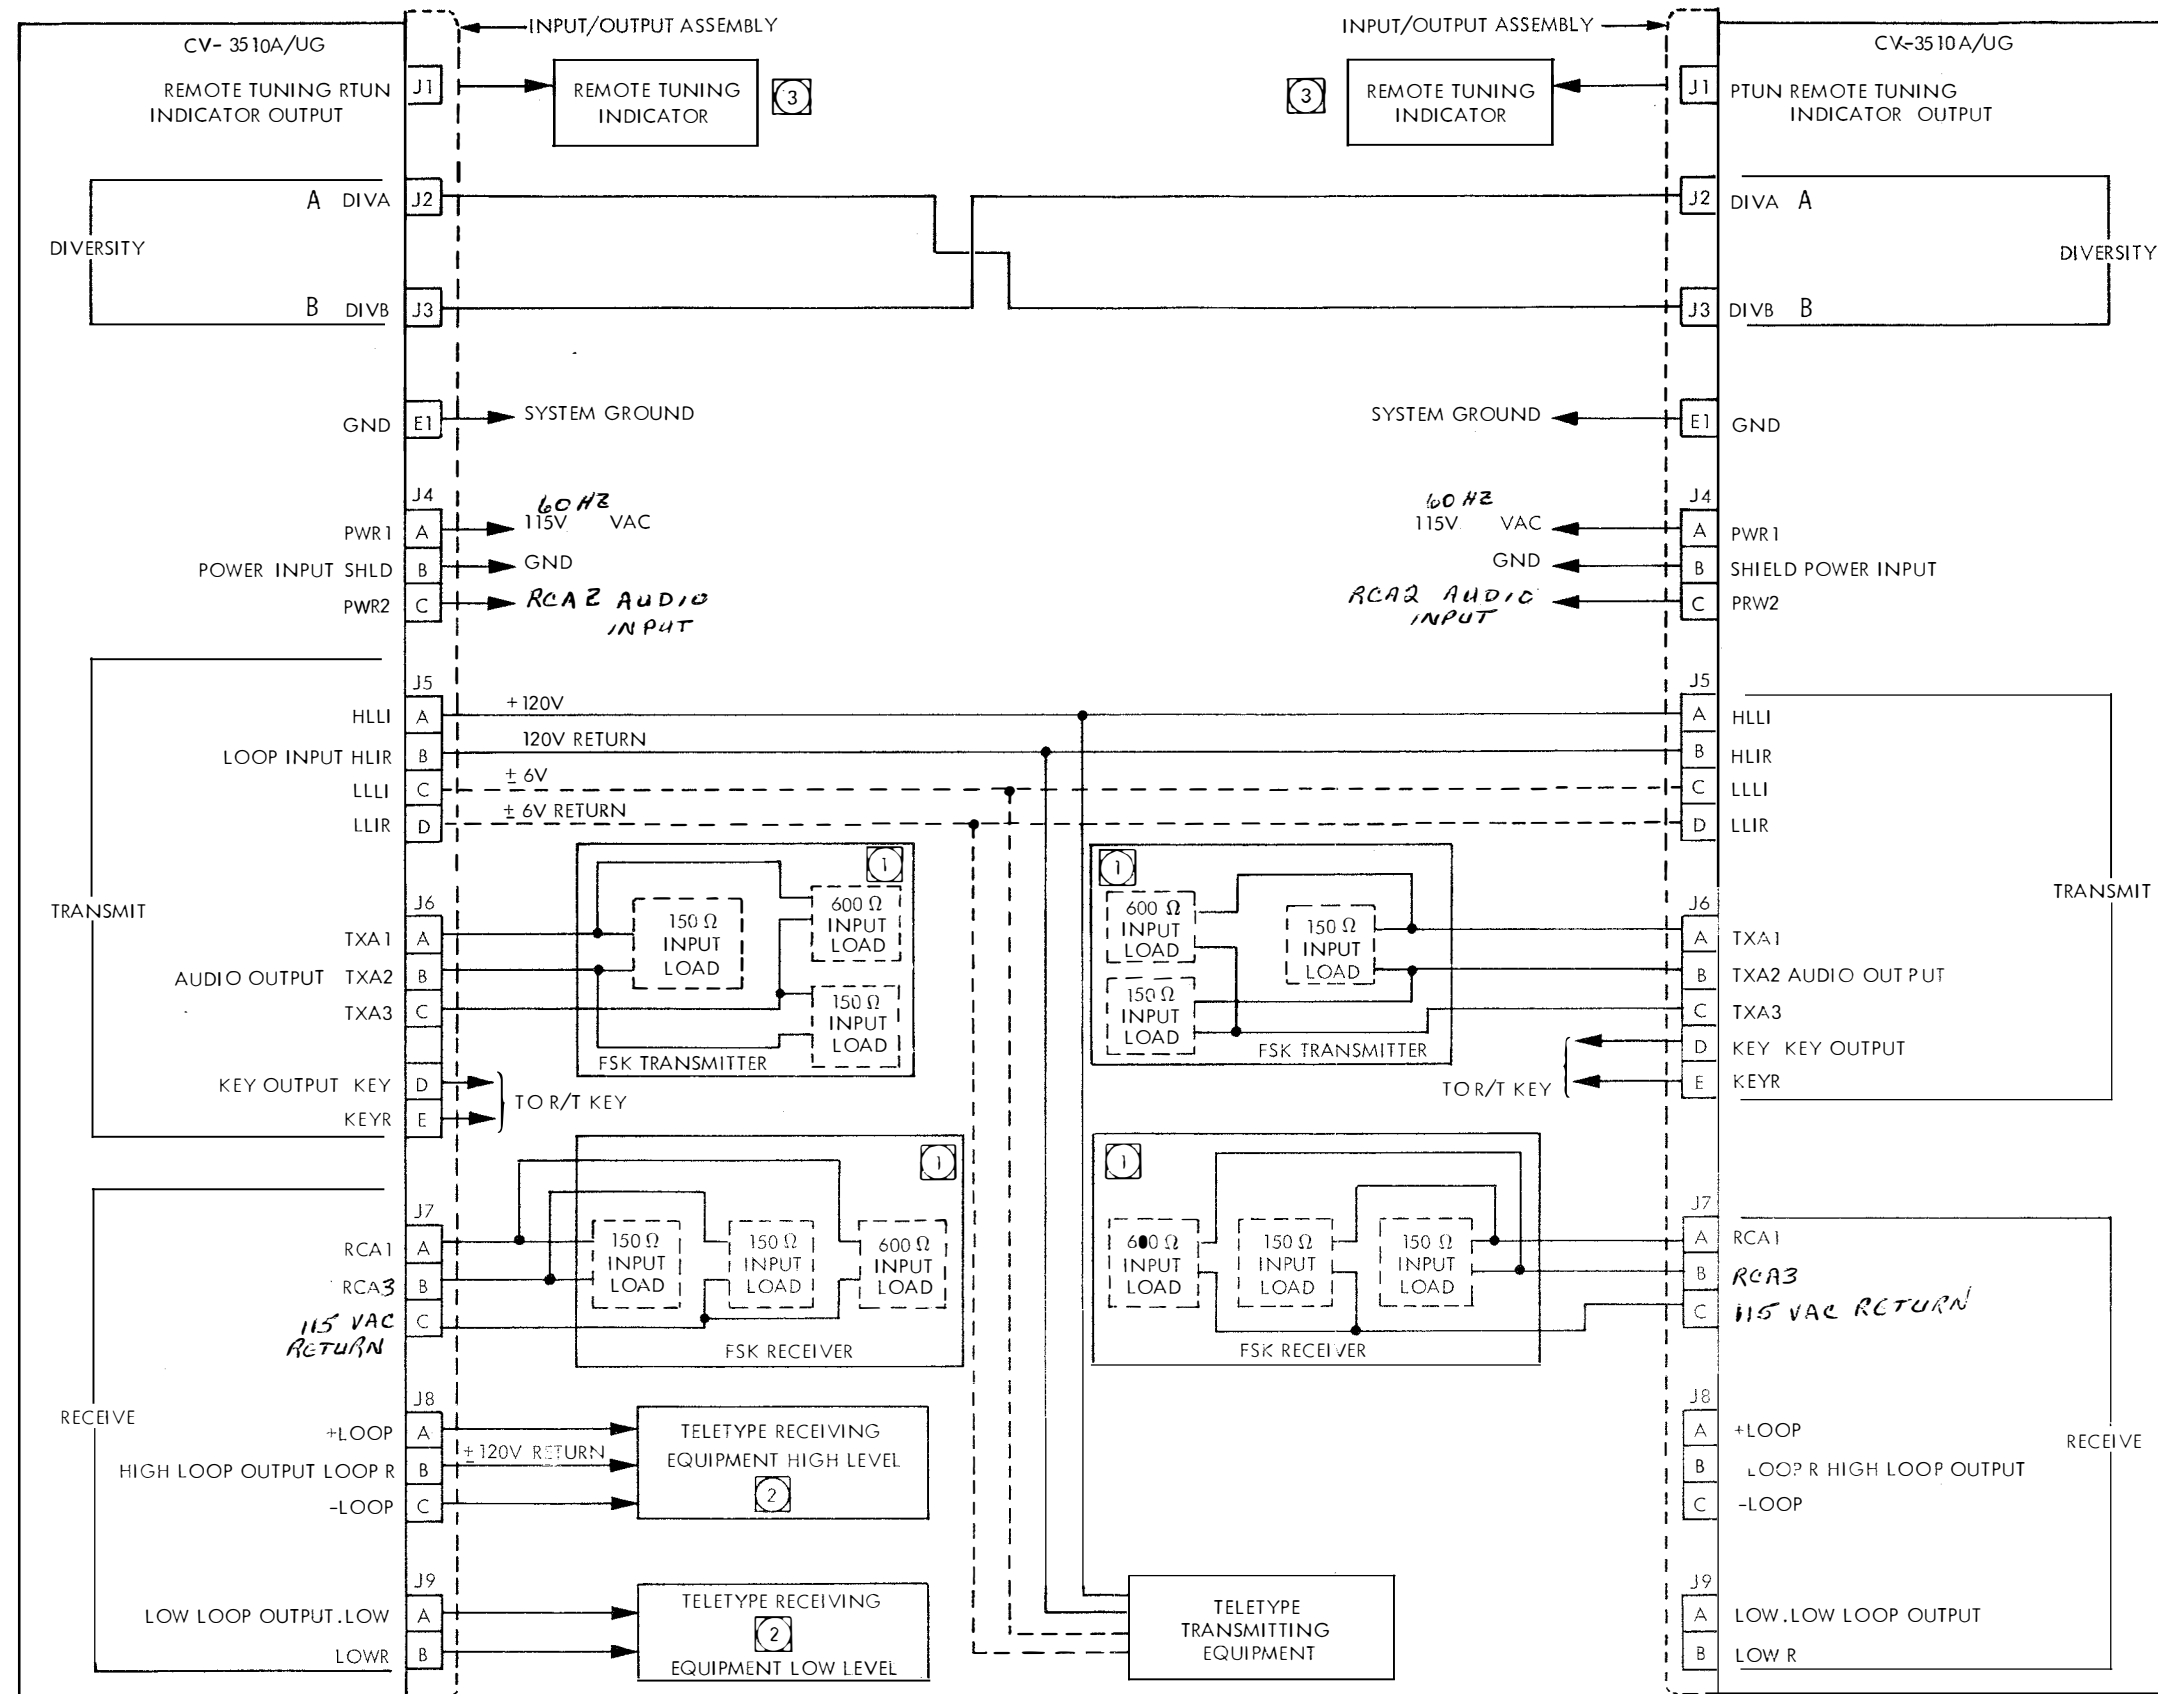 INPUT/OUTPUT ASSEMBLY
INPUT/OUTPUT ASSEMBLY
CV- 3510A/UG
CV-3510A/UG
REMOTE TUNING RTUN
INDICATOR OUTPUT
J1
REMOTE TUNING
INDICATOR
3
3
REMOTE TUNING
INDICATOR
J1
PTUN REMOTE TUNING
INDICATOR OUTPUT
DIVERSITY
A DIVA
J2
J2
DIVA A
DIVERSITY
B DIVB
J3
J3
DIVB B
GND
E1
SYSTEM GROUND
SYSTEM GROUND
E1
GND
J4
60 HZ
60 HZ
J4
PWR1
A
115V VAC
115V VAC
A
PWR1
POWER INPUT SHLD
B
GND
GND
B
SHIELD POWER INPUT
PWR2
C
RCA 2 AUDIO
INPUT
RCA2 AUDIO
INPUT
C
PRW2
J5
J5
HLLI
A
+120V
A
HLLI
LOOP INPUT HLIR
B
120V RETURN
B
HLIR
LLLI
C
± 6V
C
LLLI
LLIR
D
± 6V RETURN
D
LLIR
TRANSMIT
TRANSMIT
J6
TXA1
A
AUDIO OUTPUT TXA2
B
TXA3
C
KEY OUTPUT KEY
D
KEYR
E
TO R/T KEY
1
150 Ω
INPUT
LOAD
600 Ω
INPUT
LOAD
150 Ω
INPUT
LOAD
FSK TRANSMITTER
1
600 Ω
INPUT
LOAD
150 Ω
INPUT
LOAD
150 Ω
INPUT
LOAD
FSK TRANSMITTER
TO R/T KEY
J6
A
TXA1
B
TXA2 AUDIO OUTPUT
C
TXA3
D
KEY KEY OUTPUT
E
KEYR
J7
RCA1
A
RCA3
B
115 VAC
RETURN
C
1
150 Ω
INPUT
LOAD
150 Ω
INPUT
LOAD
600 Ω
INPUT
LOAD
FSK RECEIVER
1
600 Ω
INPUT
LOAD
150 Ω
INPUT
LOAD
150 Ω
INPUT
LOAD
FSK RECEIVER
J7
A
RCA1
B
RCA3
C
115 VAC RETURN
RECEIVE
RECEIVE
J8
+LOOP
A
HIGH LOOP OUTPUT LOOP R
B
±120V RETURN
-LOOP
C
TELETYPE RECEIVING
EQUIPMENT HIGH LEVEL
2
J8
A
+LOOP
B
LOOP R HIGH LOOP OUTPUT
C
-LOOP
J9
LOW LOOP OUTPUT.LOW
A
LOWR
B
TELETYPE RECEIVING
2
EQUIPMENT LOW LEVEL
TELETYPE
TRANSMITTING
EQUIPMENT
J9
A
LOW.LOW LOOP OUTPUT
B
LOW R